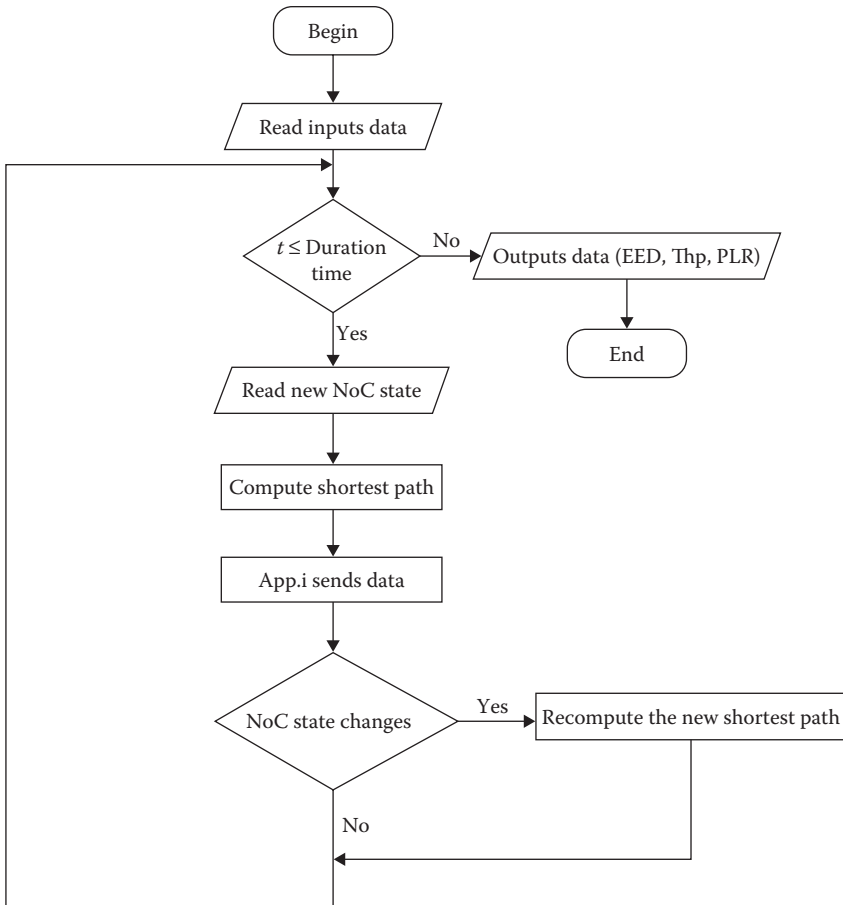 Begin
Read inputs data
t ≤ Duration
time
No
Outputs data (EED, Thp, PLR)
Yes
End
Read new NoC state
Compute shortest path
App.i sends data
NoC state changes
Yes
Recompute the new shortest path
No